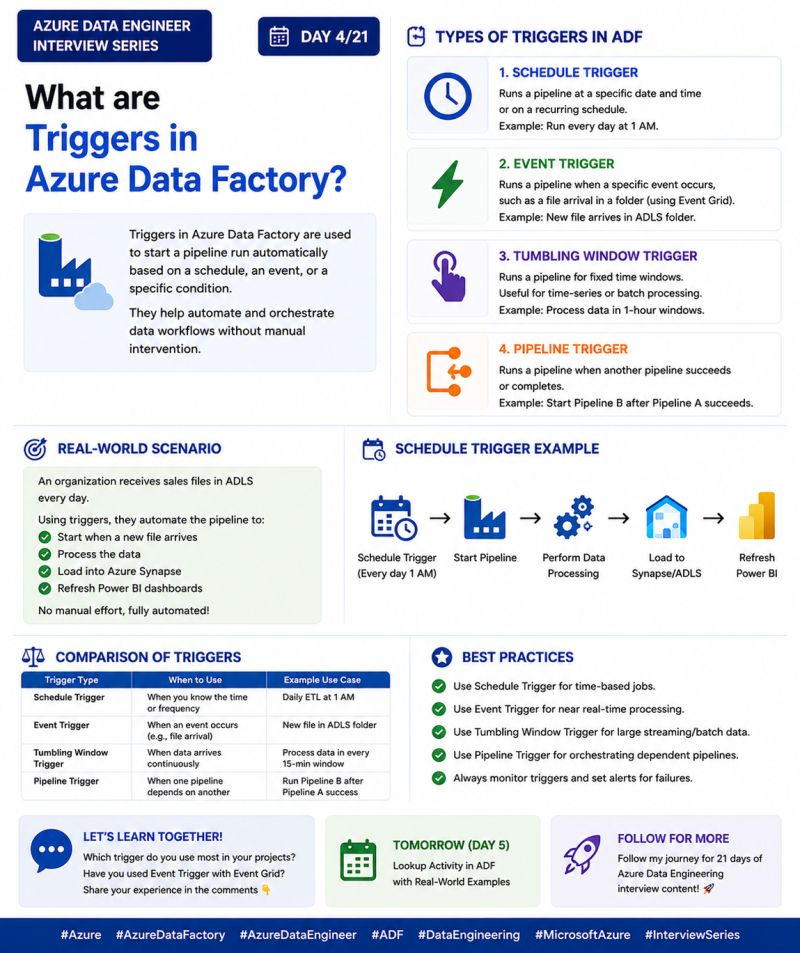 AZURE DATA ENGINEER
INTERVIEW SERIES
DAY 4/21
What are
Triggers in
Azure Data Factory?
Triggers in Azure Data Factory are used
to start a pipeline run automatically
based on a schedule, an event, or a
specific condition.
They help automate and orchestrate
data workflows without manual
intervention.
TYPES OF TRIGGERS IN ADF
1. SCHEDULE TRIGGER
Runs a pipeline at a specific date and time
or on a recurring schedule.
Example: Run every day at 1 AM.
2. EVENT TRIGGER
Runs a pipeline when a specific event occurs,
such as a file arrival in a folder (using Event Grid).
Example: New file arrives in ADLS folder.
3. TUMBLING WINDOW TRIGGER
Runs a pipeline for fixed time windows.
Useful for time-series or batch processing.
Example: Process data in 1-hour windows.
4. PIPELINE TRIGGER
Runs a pipeline when another pipeline succeeds
or completes.
Example: Start Pipeline B after Pipeline A succeeds.
REAL-WORLD SCENARIO
An organization receives sales files in ADLS
every day.
Using triggers, they automate the pipeline to:
Start when a new file arrives
Process the data
Load into Azure Synapse
Refresh Power BI dashboards
No manual effort, fully automated!
SCHEDULE TRIGGER EXAMPLE
Schedule Trigger
(Every day 1 AM)
Start Pipeline
Perform Data
Processing
Load to
Synapse/ADLS
Refresh
Power BI
COMPARISON OF TRIGGERS
Trigger Type When to Use Example Use Case
Schedule Trigger When you know the time Daily ETL at 1 AM
or frequency
Event Trigger When an event occurs New file in ADLS folder
(e.g., file arrival)
Tumbling Window When data arrives Process data in every
Trigger continuously 15-min window
Pipeline Trigger When one pipeline Run Pipeline B after
depends on another Pipeline A success
BEST PRACTICES
Use Schedule Trigger for time-based jobs.
Use Event Trigger for near real-time processing.
Use Tumbling Window Trigger for large streaming/batch data.
Use Pipeline Trigger for orchestrating dependent pipelines.
Always monitor triggers and set alerts for failures.
LET'S LEARN TOGETHER!
Which trigger do you use most in your projects?
Have you used Event Trigger with Event Grid?
Share your experience in the comments 👇
TOMORROW (DAY 5)
Lookup Activity in ADF
with Real-World Examples
FOLLOW FOR MORE
Follow my journey for 21 days of
Azure Data Engineering
interview content! 🚀
#Azure #AzureDataFactory #AzureDataEngineer #ADF #DataEngineering #MicrosoftAzure #InterviewSeries